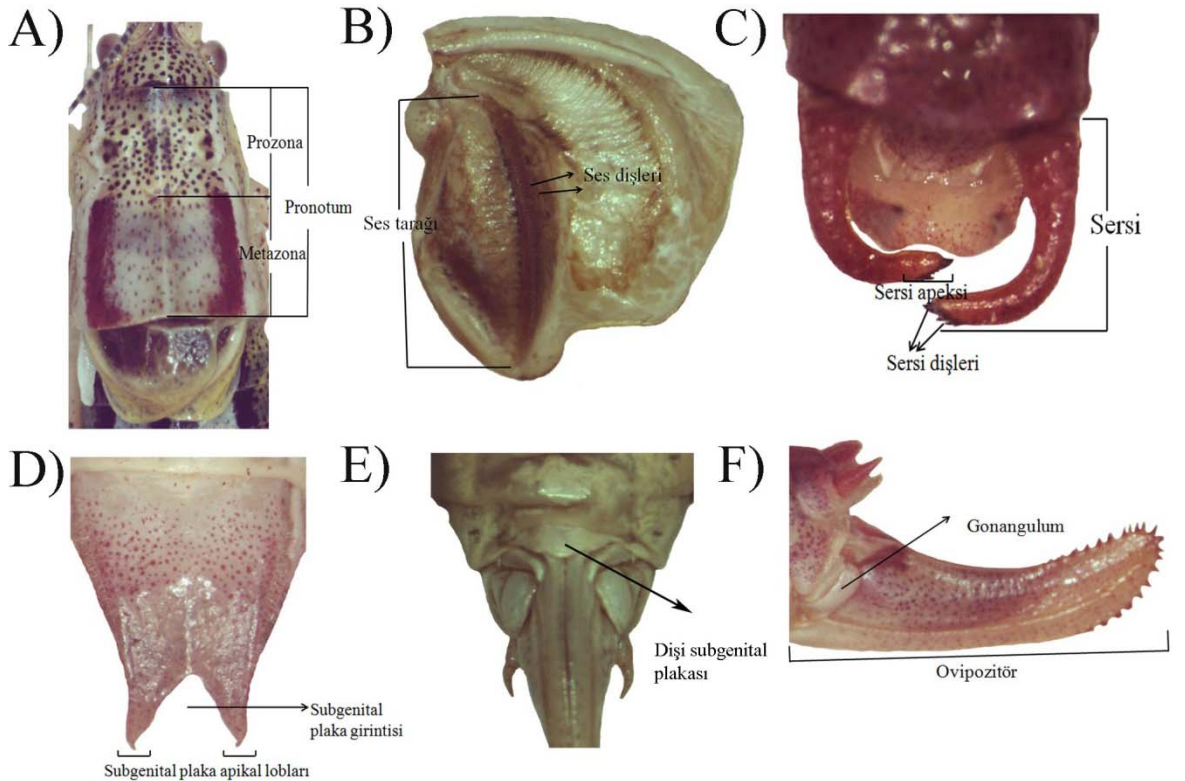 A)
Prozona
Pronotum
Metazona
B)
Ses dişleri
Ses tarağı
C)
Sersi
Sersi apeksi
Sersi dişleri
D)
Subgenital
plaka girintisi
Subgenital plaka apikal lobları
E)
Dişi subgenital
plakası
F)
Gonangulum
Ovipozitör